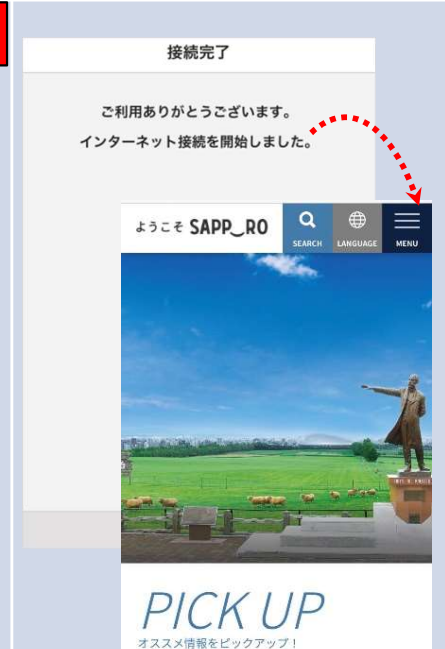 接続完了
ご利用ありがとうございます。
インターネット接続を開始しました。
ようこそ SAPP_RO
SEARCH
LANGUAGE
MENU
PICK UP
オススメ情報をピックアップ！